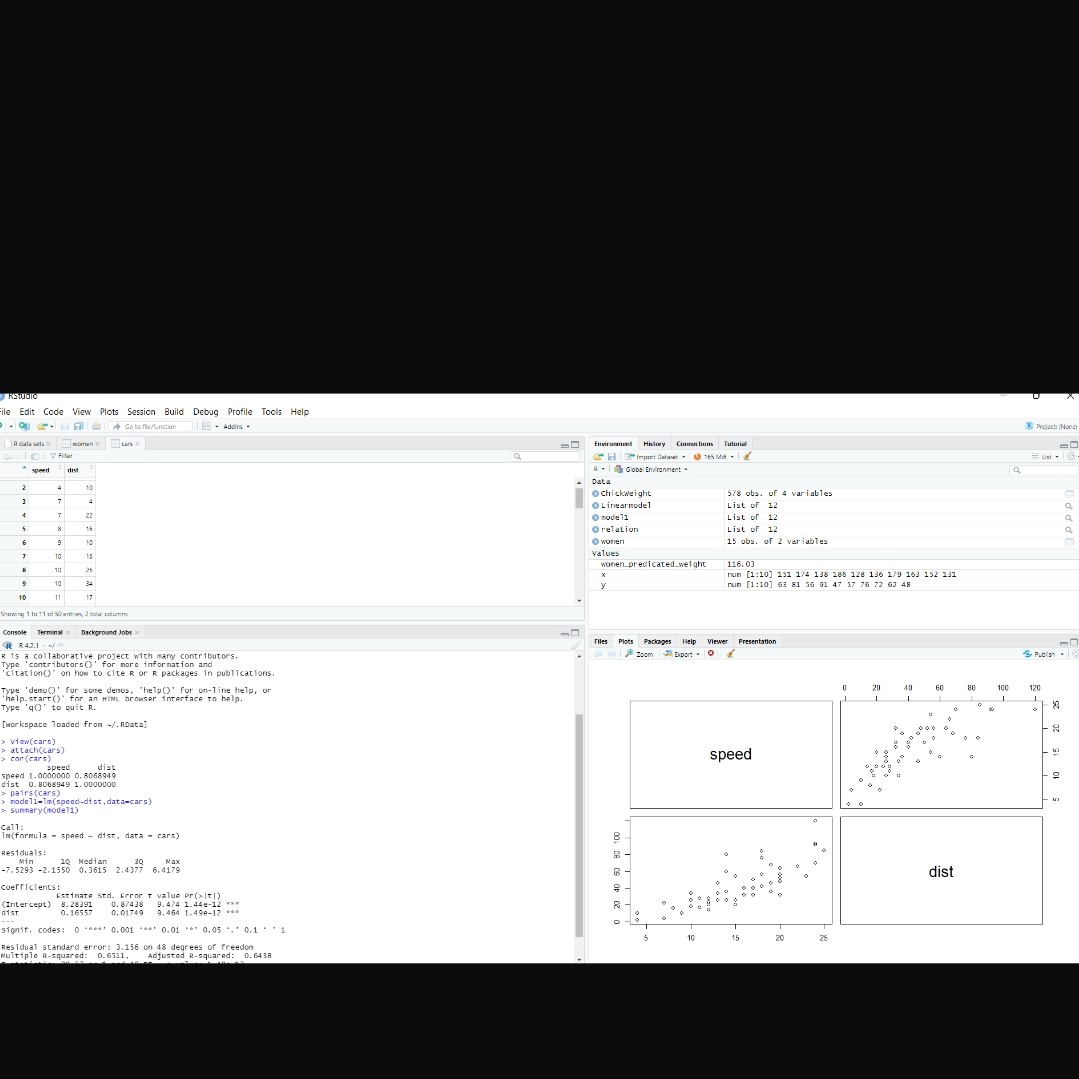 RStudio
File Edit Code View Plots Session Build Debug Profile Tools Help
Go to file/function Addins Project: (None)
R data sets women cars
Filter
speed dist
2 4 10
3 7 4
4 7 22
5 8 16
6 9 10
7 10 18
8 10 26
9 10 34
10 11 17
Showing 1 to 11 of 50 entries, 2 total columns
Console Terminal Background Jobs
R 4.2.1 · ~/
R is a collaborative project with many contributors.
Type 'contributors()' for more information and
'citation()' on how to cite R or R packages in publications.
Type 'demo()' for some demos, 'help()' for on-line help, or
'help.start()' for an HTML browser interface to help.
Type 'q()' to quit R.
[Workspace loaded from ~/.RData]
> View(cars)
> attach(cars)
> cor(cars)
speed dist
speed 1.0000000 0.8068949
dist 0.8068949 1.0000000
> pairs(cars)
> model1=lm(speed~dist,data=cars)
> summary(model1)
Call:
lm(formula = speed ~ dist, data = cars)
Residuals:
Min 1Q Median 3Q Max
-7.5293 -2.1550 0.3615 2.4377 6.4179
Coefficients:
Estimate Std. Error t value Pr(>|t|)
(Intercept) 8.28391 0.87438 9.474 1.44e-12 ***
dist 0.16557 0.01749 9.464 1.49e-12 ***
---
Signif. codes: 0 '***' 0.001 '**' 0.01 '*' 0.05 '.' 0.1 ' ' 1
Residual standard error: 3.156 on 48 degrees of freedom
Multiple R-squared: 0.6511, Adjusted R-squared: 0.6438
Environment History Connections Tutorial
Import Dataset 165 MiB List
R Global Environment
Data
ChickWeight 578 obs. of 4 variables
Linearmodel List of 12
model1 List of 12
relation List of 12
women 15 obs. of 2 variables
Values
women_predicated_weight 116.03
x num [1:10] 151 174 138 186 128 136 179 163 152 131
y num [1:10] 63 81 56 91 47 57 76 72 62 48
Files Plots Packages Help Viewer Presentation
Zoom Export Publish
0 20 40 60 80 100 120
speed
5 10 15 20 25
0 20 40 60 80 100
dist
5 10 15 20 25